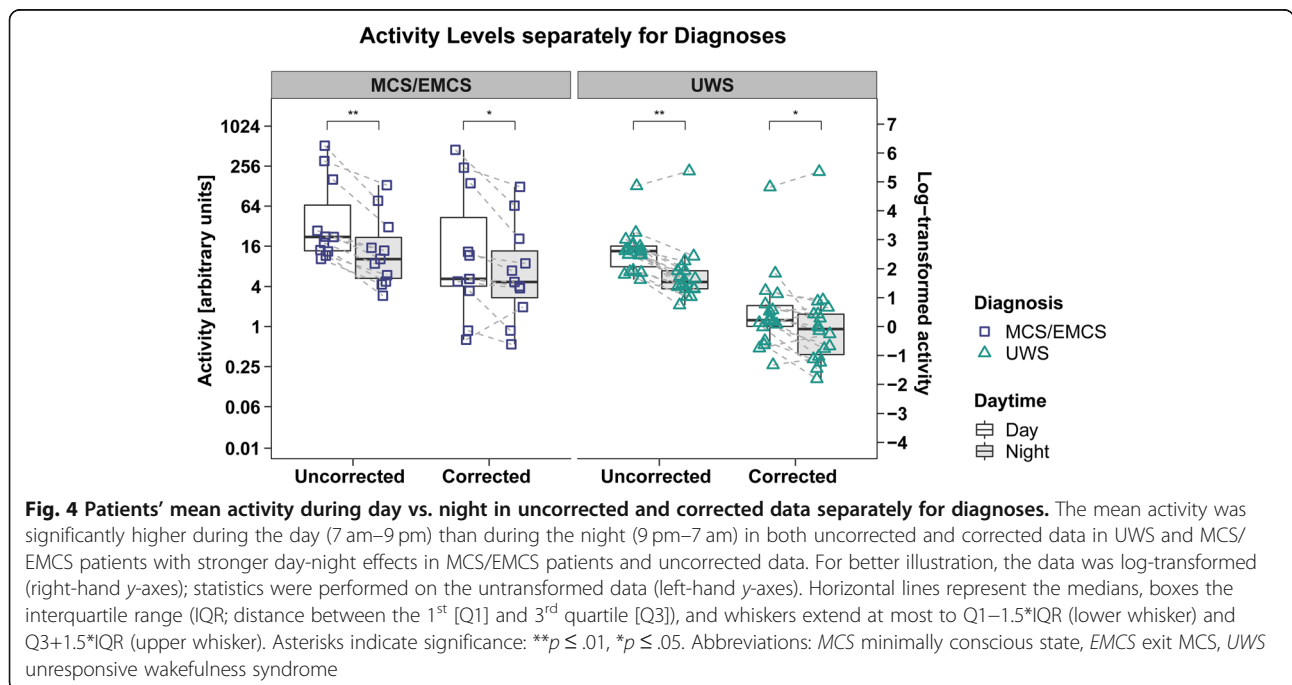 Activity Levels separately for Diagnoses
MCS/EMCS
UWS
** * ** *
1024
256
64
16
4
1
0.25
0.06
0.01
Activity [arbitrary units]
7
6
5
4
3
2
1
0
−1
−2
−3
−4
Log−transformed activity
Uncorrected Corrected Uncorrected Corrected
Diagnosis
MCS/EMCS
UWS
Daytime
Day
Night
Fig. 4 Patients’ mean activity during day vs. night in uncorrected and corrected data separately for diagnoses. The mean activity was
significantly higher during the day (7 am–9 pm) than during the night (9 pm–7 am) in both uncorrected and corrected data in UWS and MCS/
EMCS patients with stronger day-night effects in MCS/EMCS patients and uncorrected data. For better illustration, the data was log-transformed
(right-hand y-axes); statistics were performed on the untransformed data (left-hand y-axes). Horizontal lines represent the medians, boxes the
interquartile range (IQR; distance between the 1st [Q1] and 3rd quartile [Q3]), and whiskers extend at most to Q1−1.5*IQR (lower whisker) and
Q3+1.5*IQR (upper whisker). Asterisks indicate significance: **p ≤ .01, *p ≤ .05. Abbreviations: MCS minimally conscious state, EMCS exit MCS, UWS
unresponsive wakefulness syndrome